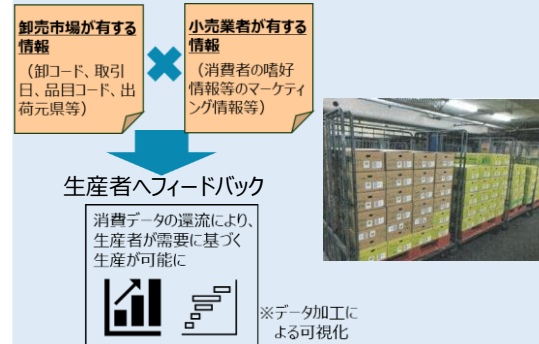 卸売市場が有する
情報
（卸コード、取引
日、品目コード、出
荷元県等）
小売業者が有する
情報
（消費者の嗜好
情報等のマーケティ
ング情報等）
生産者へフィードバック
消費データの還流により、
生産者が需要に基づく
生産が可能に
※データ加工に
よる可視化